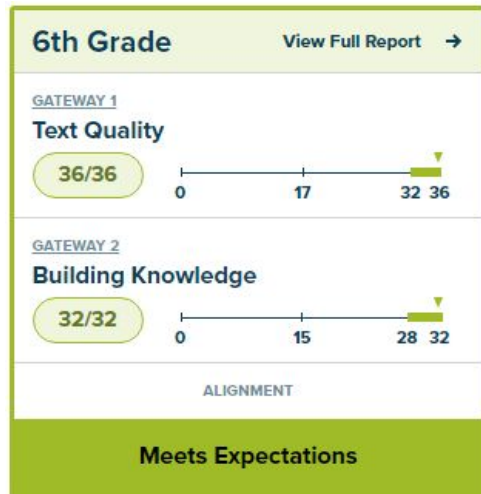 6th Grade View Full Report →
GATEWAY 1
Text Quality
36/36
0 17 32 36
GATEWAY 2
Building Knowledge
32/32
0 15 28 32
ALIGNMENT
Meets Expectations